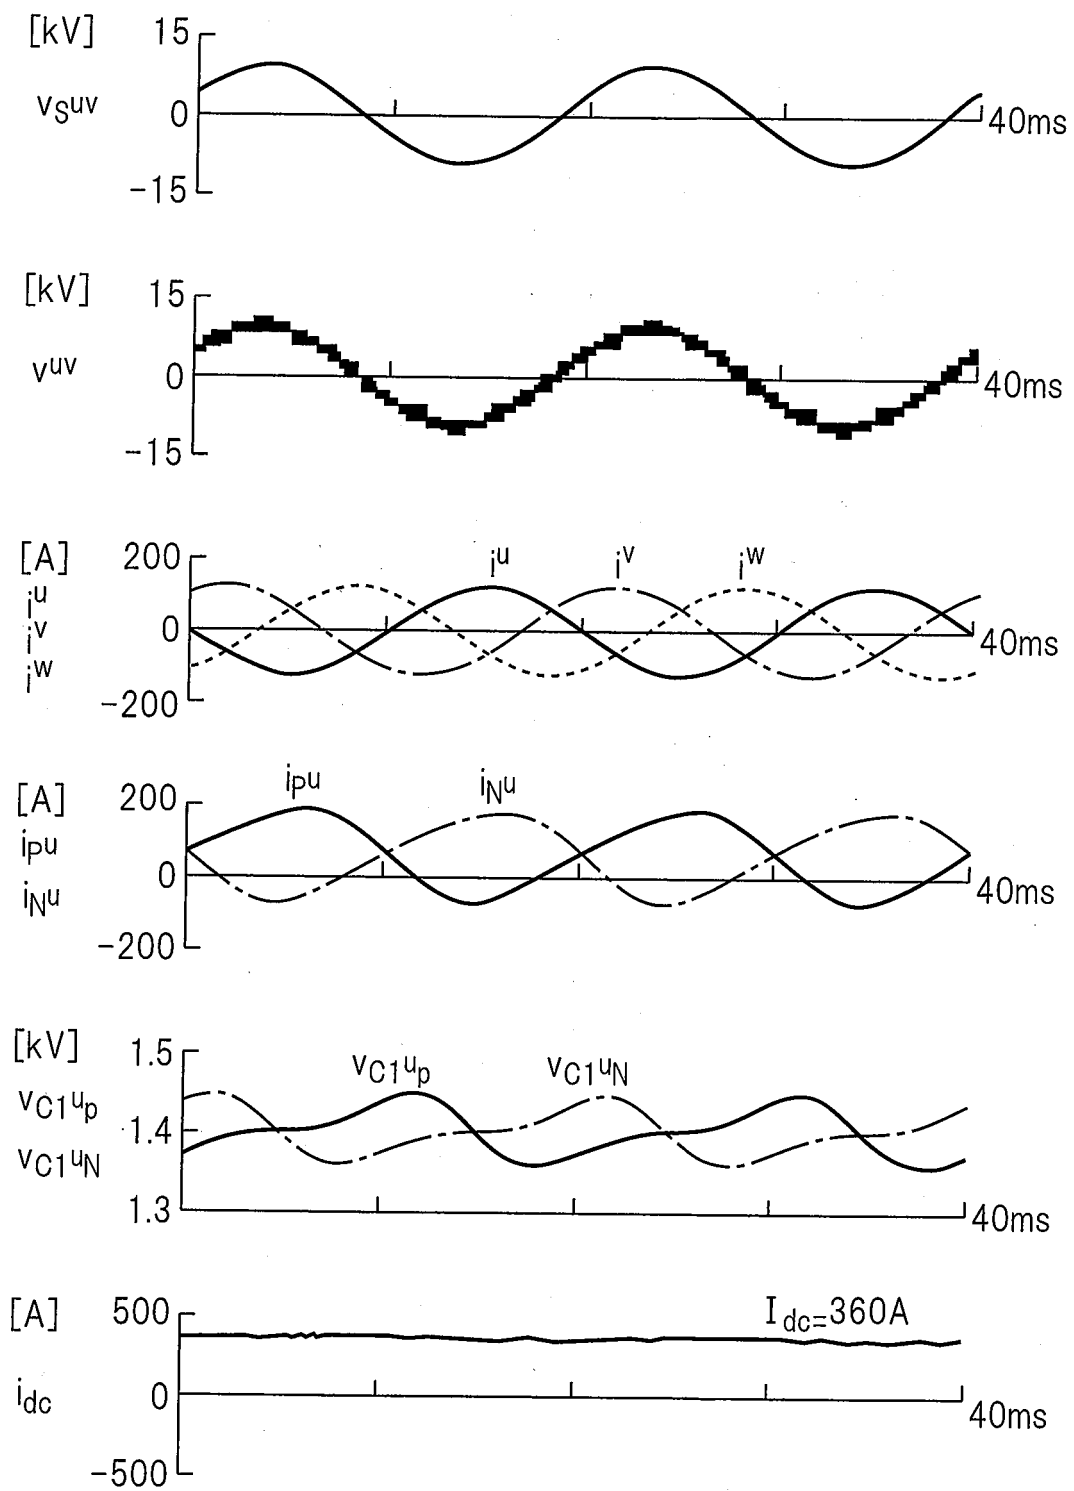 [kV] 15
vSuv 0 40ms
-15
[kV] 15
vuv 0 40ms
-15
[A] 200 iu iv iw
iu
iv 0 40ms
iw
-200
[A] 200 iPu iNu
iPu
0 40ms
iNu
-200
[kV] 1.5
vC1up vC1uN
vC1up
1.4
vC1uN
1.3 40ms
[A] 500 Idc=360A
idc 0 40ms
-500